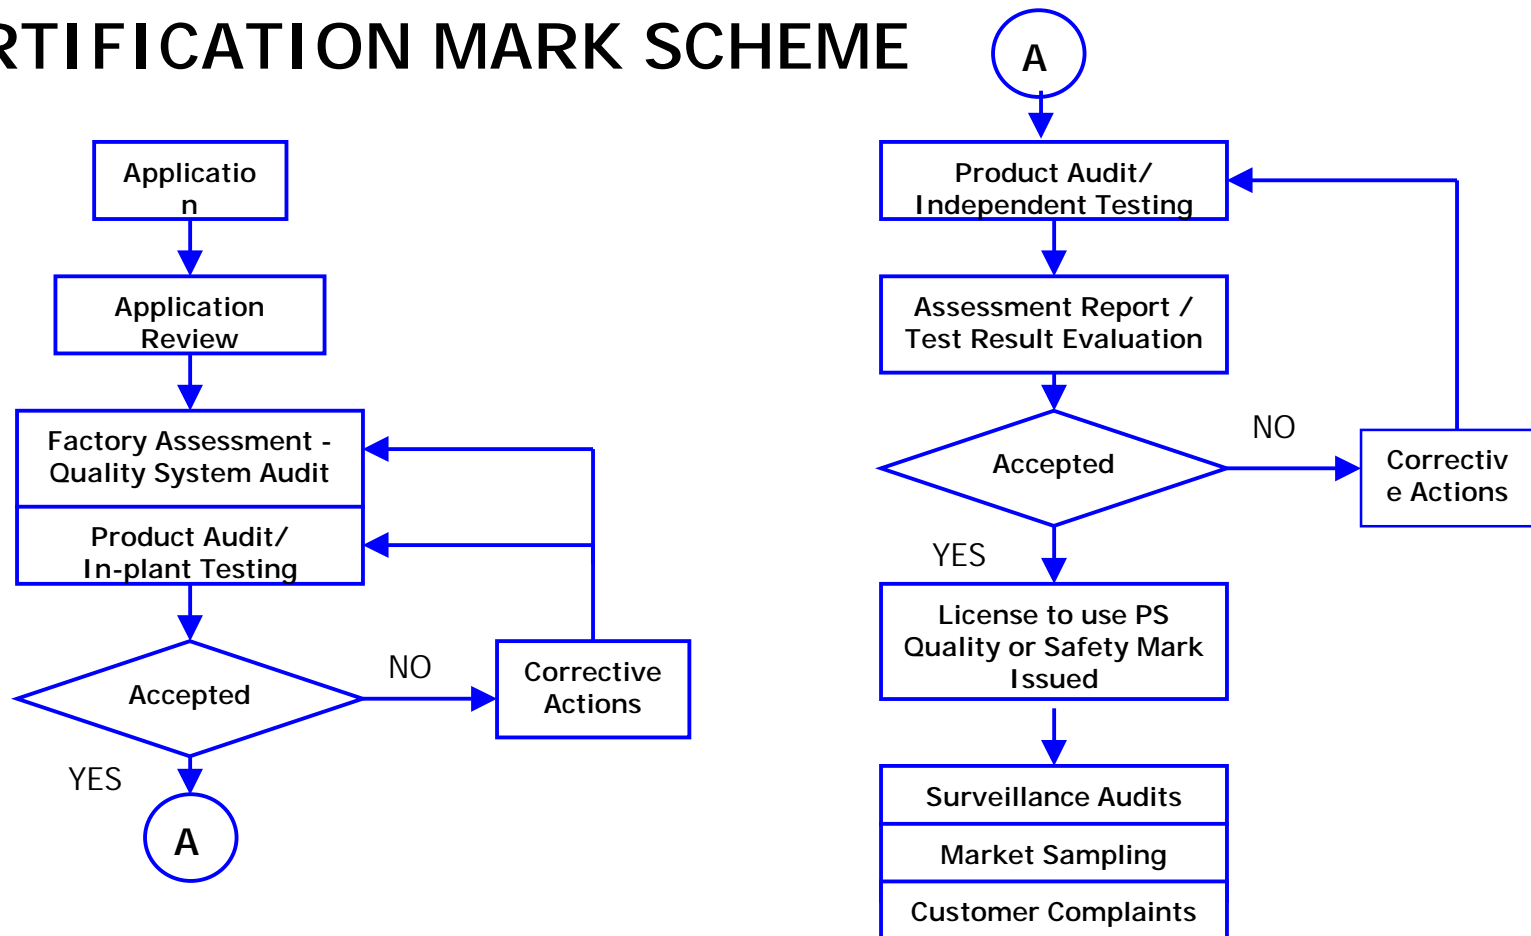 RTIFICATION MARK SCHEME
Applicatio
n
Application
Review
Factory Assessment -
Quality System Audit
Product Audit/
In-plant Testing
Accepted
NO
Corrective
Actions
YES
A
A
Product Audit/
Independent Testing
Assessment Report /
Test Result Evaluation
Accepted
NO
Correctiv
e Actions
YES
License to use PS
Quality or Safety Mark
Issued
Surveillance Audits
Market Sampling
Customer Complaints